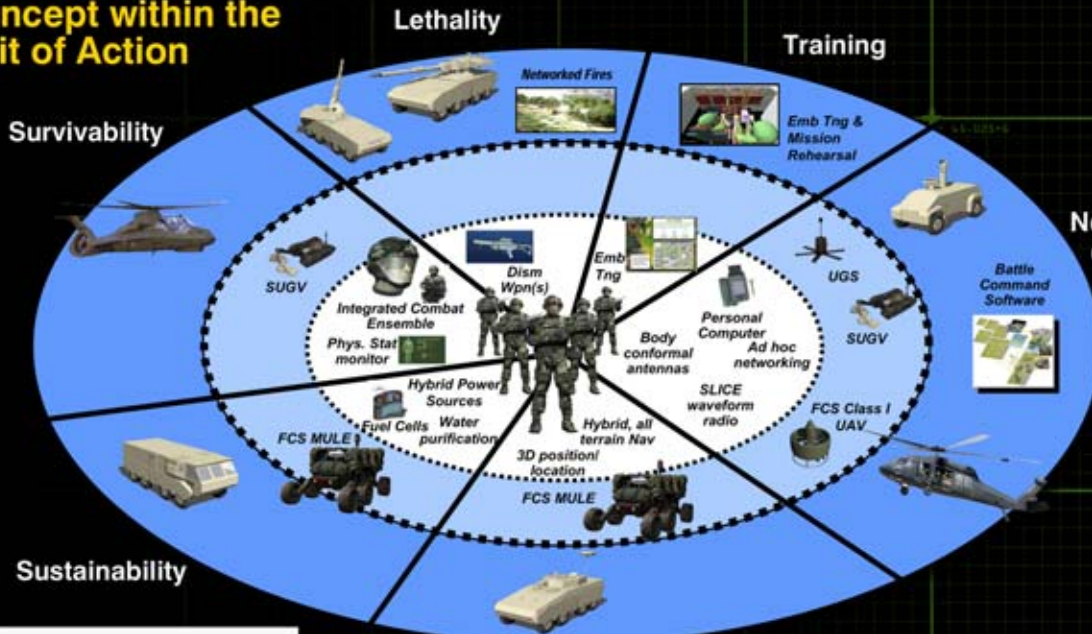 ncept within the
it of Action
Lethality
Training
Survivability
Networked Fires
Emb Tng &
Mission
Rehearsal
SUGV
Integrated Combat
Ensemble
Phys. Stat
monitor
Dism
Wpn(s)
Emb
Tng
UGS
SUGV
Battle
Command
Software
Personal
Computer
Body
conformal
antennas
Ad hoc
networking
SLICE
waveform
radio
Hybrid Power
Sources
Fuel Cells
Water
purification
Hybrid, all
terrain Nav
3D position/
location
FCS MULE
FCS MULE
FCS Class I
UAV
Sustainability